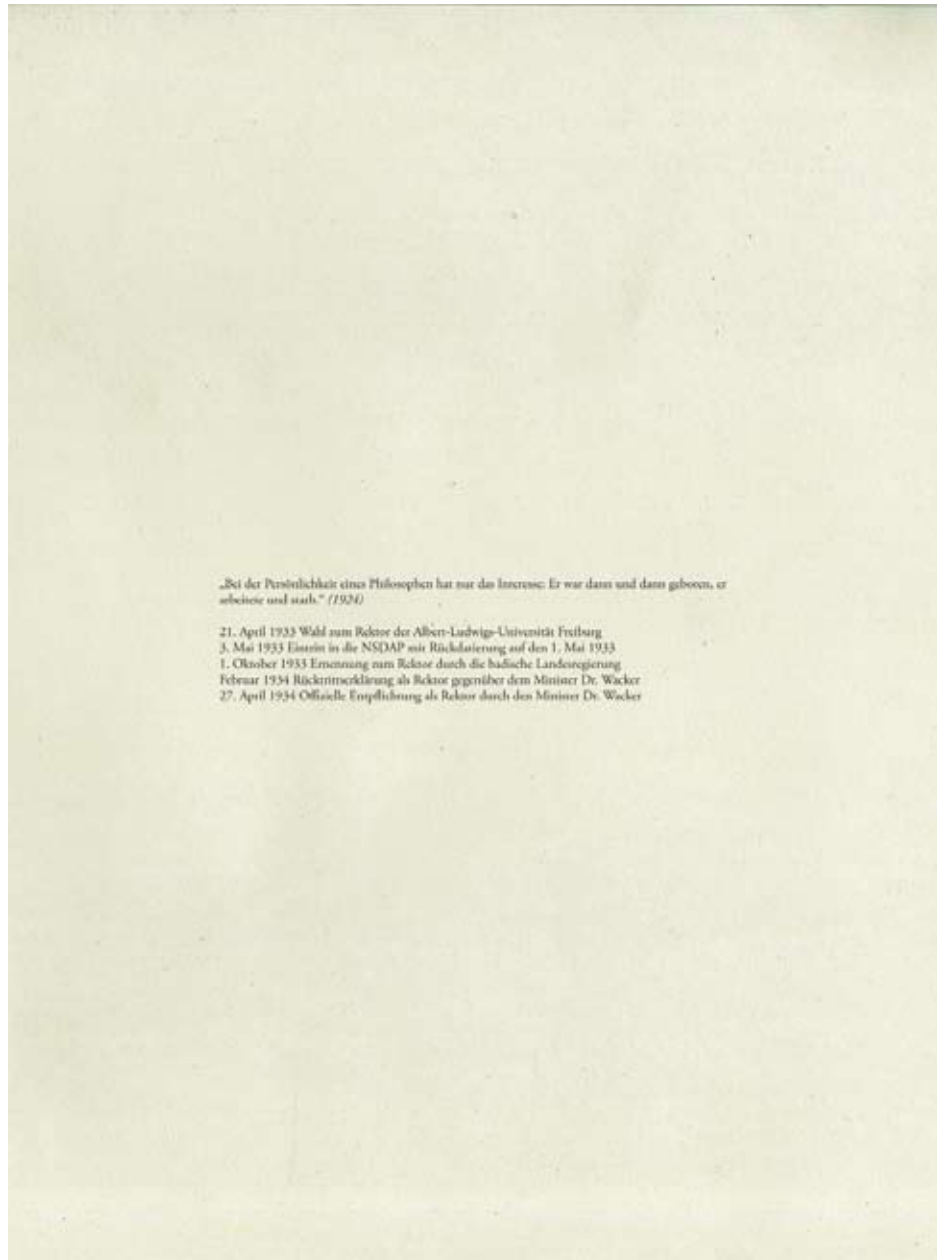 „Bei der Persönlichkeit eines Philosophen hat nur das Interesse: Er war dann und dann geboren, er
arbeitete und starb.“ (1924)
21. April 1933 Wahl zum Rektor der Albert-Ludwigs-Universität Freiburg
3. Mai 1933 Eintritt in die NSDAP mit Rückdatierung auf den 1. Mai 1933
1. Oktober 1933 Ernennung zum Rektor durch die badische Landesregierung
Februar 1934 Rücktrittserklärung als Rektor gegenüber dem Minister Dr. Wacker
27. April 1934 Offizielle Entpflichtung als Rektor durch den Minister Dr. Wacker